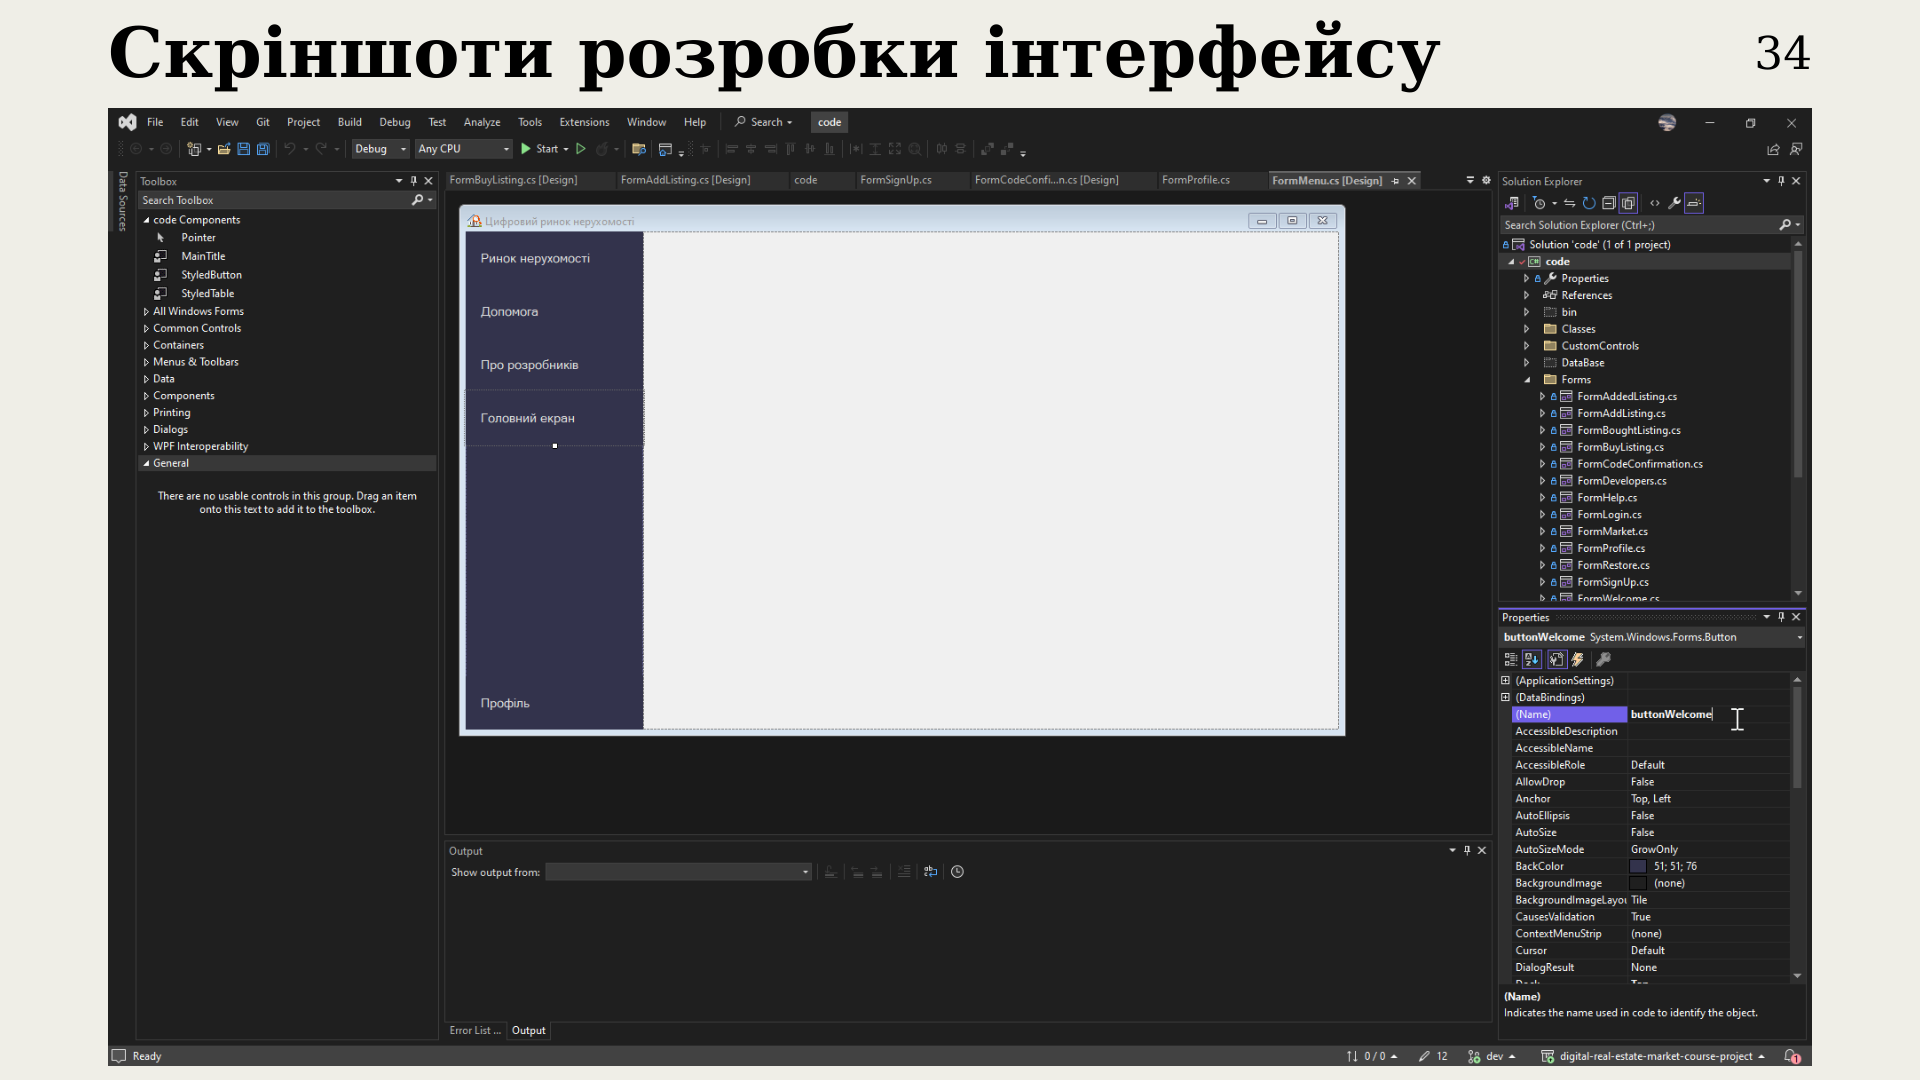 Скріншоти розробки інтерфейсу
34
File Edit View Git Project Build Debug Test Analyze Tools Extensions Window Help Search code
Debug Any CPU Start
Data Sources
Toolbox
Search Toolbox
code Components
Pointer
MainTitle
StyledButton
StyledTable
All Windows Forms
Common Controls
Containers
Menus & Toolbars
Data
Components
Printing
Dialogs
WPF Interoperability
General
There are no usable controls in this group. Drag an item
onto this text to add it to the toolbox.
FormBuyListing.cs [Design] FormAddListing.cs [Design] code FormSignUp.cs FormCodeConfi...n.cs [Design] FormProfile.cs FormMenu.cs [Design]
Цифровий ринок нерухомості
Ринок нерухомості
Допомога
Про розробників
Головний екран
Профіль
Output
Show output from:
Error List ... Output
Solution Explorer
Search Solution Explorer (Ctrl+;)
Solution 'code' (1 of 1 project)
code
Properties
References
bin
Classes
CustomControls
DataBase
Forms
FormAddedListing.cs
FormAddListing.cs
FormBoughtListing.cs
FormBuyListing.cs
FormCodeConfirmation.cs
FormDevelopers.cs
FormHelp.cs
FormLogin.cs
FormMarket.cs
FormProfile.cs
FormRestore.cs
FormSignUp.cs
FormWelcome.cs
Properties
buttonWelcome System.Windows.Forms.Button
(ApplicationSettings)
(DataBindings)
(Name) buttonWelcome
AccessibleDescription
AccessibleName
AccessibleRole Default
AllowDrop False
Anchor Top, Left
AutoEllipsis False
AutoSize False
AutoSizeMode GrowOnly
BackColor 51; 51; 76
BackgroundImage (none)
BackgroundImageLayou Tile
CausesValidation True
ContextMenuStrip (none)
Cursor Default
DialogResult None
Dock Top
(Name)
Indicates the name used in code to identify the object.
Ready
0 / 0 12 dev digital-real-estate-market-course-project 1